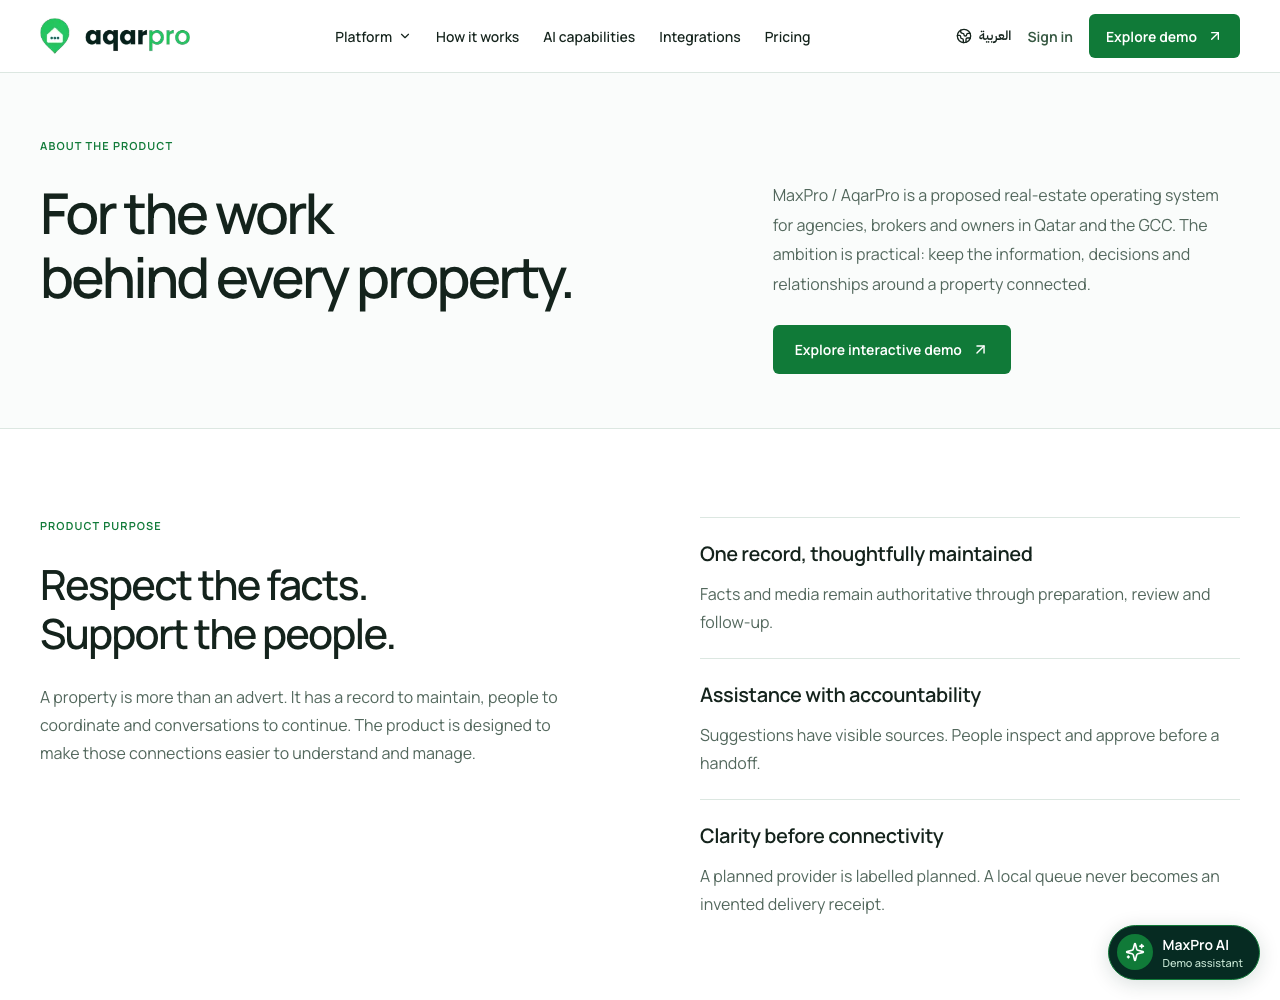 aqarpro
Platform
How it works
AI capabilities
Integrations
Pricing
العربية
Sign in
Explore demo
ABOUT THE PRODUCT
For the work
behind every property.
MaxPro / AqarPro is a proposed real-estate operating system
for agencies, brokers and owners in Qatar and the GCC. The
ambition is practical: keep the information, decisions and
relationships around a property connected.
Explore interactive demo
PRODUCT PURPOSE
Respect the facts.
Support the people.
A property is more than an advert. It has a record to maintain, people to
coordinate and conversations to continue. The product is designed to
make those connections easier to understand and manage.
One record, thoughtfully maintained
Facts and media remain authoritative through preparation, review and
follow-up.
Assistance with accountability
Suggestions have visible sources. People inspect and approve before a
handoff.
Clarity before connectivity
A planned provider is labelled planned. A local queue never becomes an
invented delivery receipt.
MaxPro AI
Demo assistant